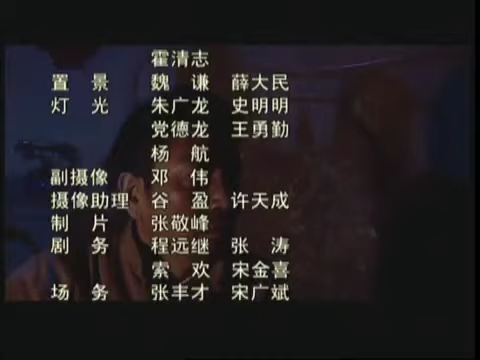 霍清志
置 景 魏 谦 薛大民
灯 光 朱广龙 史明明
党德龙 王勇勤
杨 航
副摄像 邓 伟
摄像助理 谷 盈 许天成
制 片 张敬峰
剧 务 程远继 张 涛
索 欢 宋金喜
场 务 张丰才 宋广斌